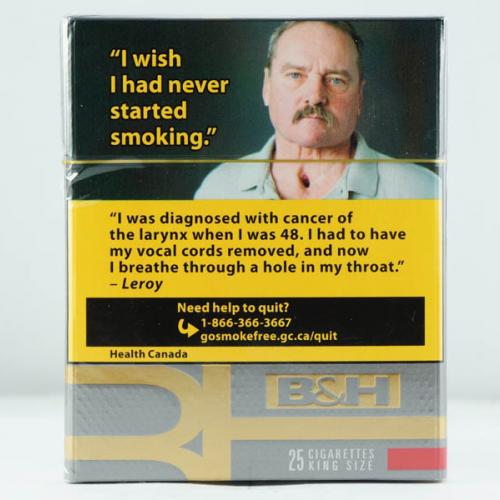 “I wish
I had never
started
smoking.”
“I was diagnosed with cancer of
the larynx when I was 48. I had to have
my vocal cords removed, and now
I breathe through a hole in my throat.”
– Leroy
Need help to quit?
1-866-366-3667
gosmokefree.gc.ca/quit
Health Canada
B&H
25 CIGARETTES
KING SIZE